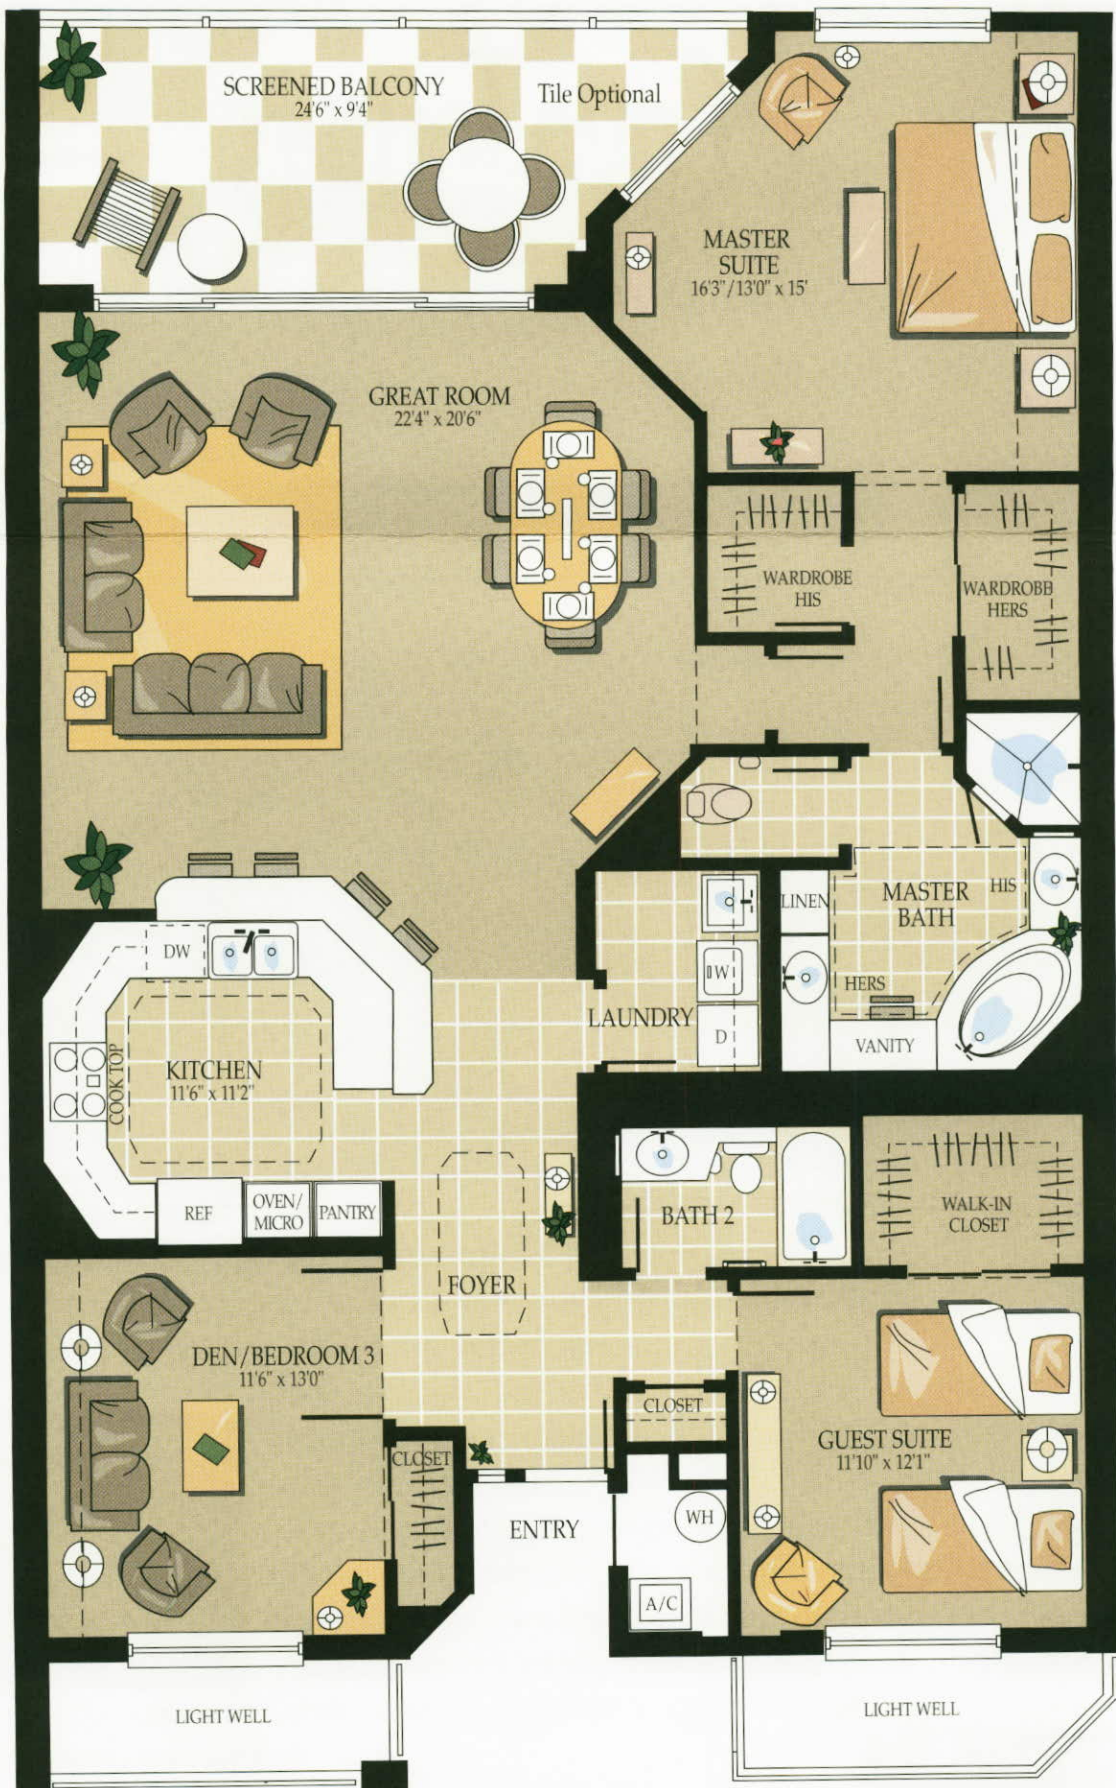 SCREENED BALCONY
24'6" x 9'4"
Tile Optional
MASTER
SUITE
16'3"/13'0" x 15'
GREAT ROOM
22'4" x 20'6"
WARDROBE
HIS
WARDROBE
HERS
MASTER
BATH
HIS
LINEN
HERS
VANITY
W
D
LAUNDRY
DW
KITCHEN
11'6" x 11'2"
COOK TOP
REF
OVEN/
MICRO
PANTRY
BATH 2
WALK-IN
CLOSET
FOYER
DEN/BEDROOM 3
11'6" x 13'0"
CLOSET
CLOSET
GUEST SUITE
11'10" x 12'1"
ENTRY
WH
A/C
LIGHT WELL
LIGHT WELL